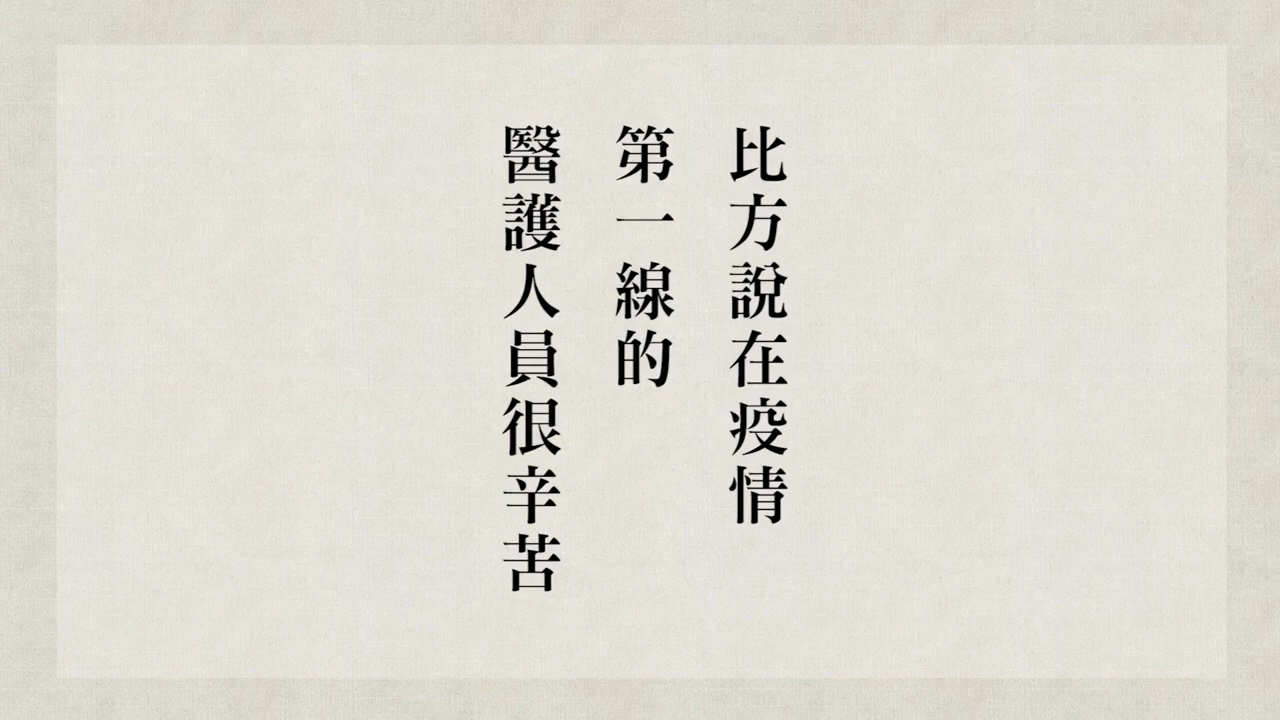 比方說在疫情
第一線的
醫護人員很辛苦